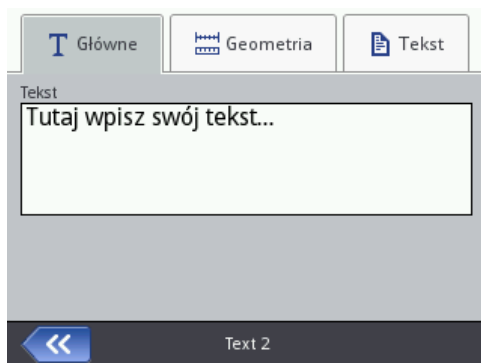 Główne
Geometria
Tekst
Tekst
Tutaj wpisz swój tekst...
Text 2